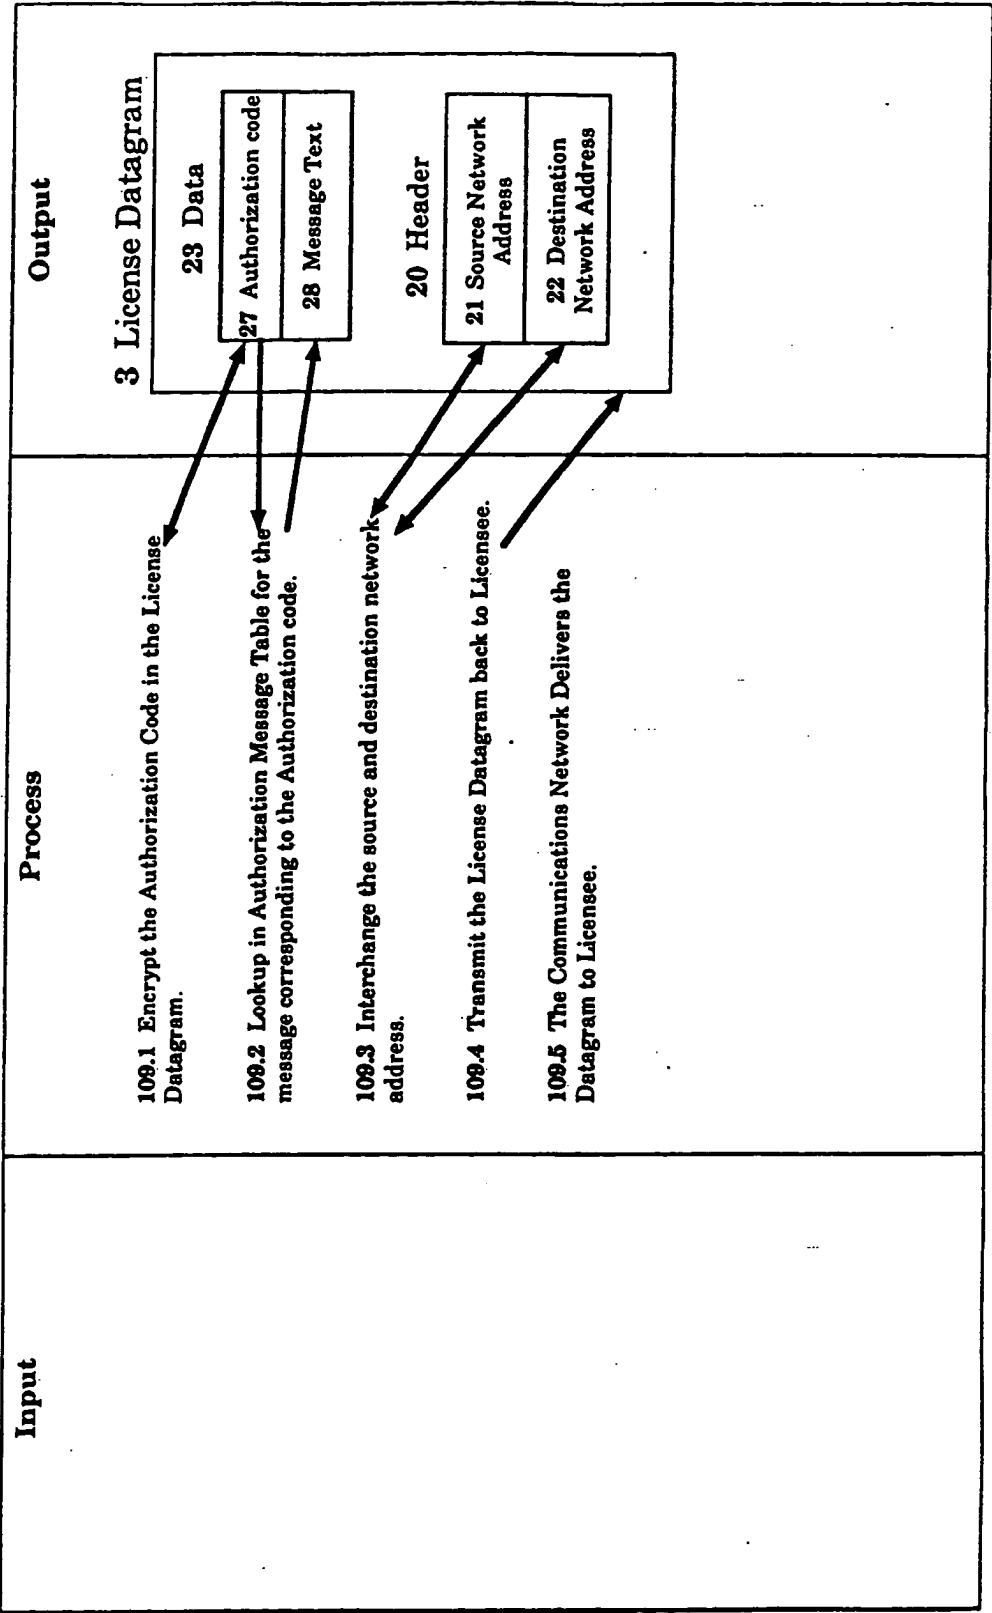 Input
Process
Output
109.1 Encrypt the Authorization Code in the License
Datagram.
109.2 Lookup in Authorization Message Table for the
message corresponding to the Authorization code.
109.3 Interchange the source and destination network
address.
109.4 Transmit the License Datagram back to Licensee.
109.5 The Communications Network Delivers the
Datagram to Licensee.
3 License Datagram
23 Data
27 Authorization code
28 Message Text
20 Header
21 Source Network
Address
22 Destination
Network Address